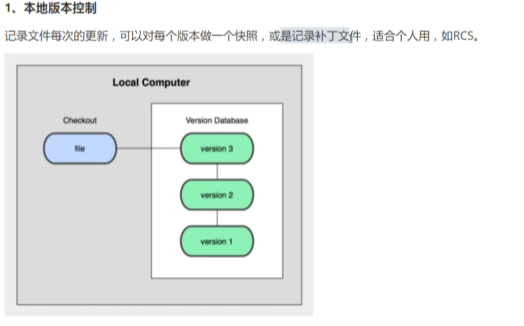 1、本地版本控制
记录文件每次的更新，可以对每个版本做一个快照，或是记录补丁文件，适合个人用，如RCS。
Local Computer
Checkout
Version Database
file
version 3
version 2
version 1